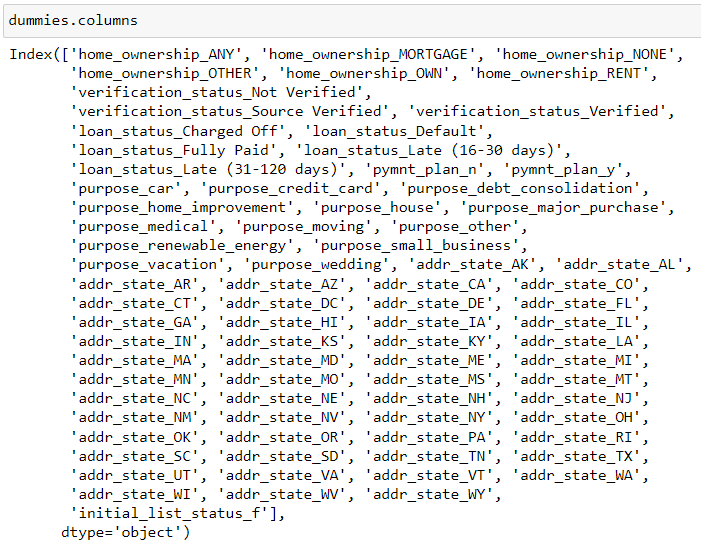 dummies.columns
Index(['home_ownership_ANY', 'home_ownership_MORTGAGE', 'home_ownership_NONE',
'home_ownership_OTHER', 'home_ownership_OWN', 'home_ownership_RENT',
'verification_status_Not Verified',
'verification_status_Source Verified', 'verification_status_Verified',
'loan_status_Charged Off', 'loan_status_Default',
'loan_status_Fully Paid', 'loan_status_Late (16-30 days)',
'loan_status_Late (31-120 days)', 'pymnt_plan_n', 'pymnt_plan_y',
'purpose_car', 'purpose_credit_card', 'purpose_debt_consolidation',
'purpose_home_improvement', 'purpose_house', 'purpose_major_purchase',
'purpose_medical', 'purpose_moving', 'purpose_other',
'purpose_renewable_energy', 'purpose_small_business',
'purpose_vacation', 'purpose_wedding', 'addr_state_AK', 'addr_state_AL',
'addr_state_AR', 'addr_state_AZ', 'addr_state_CA', 'addr_state_CO',
'addr_state_CT', 'addr_state_DC', 'addr_state_DE', 'addr_state_FL',
'addr_state_GA', 'addr_state_HI', 'addr_state_IA', 'addr_state_IL',
'addr_state_IN', 'addr_state_KS', 'addr_state_KY', 'addr_state_LA',
'addr_state_MA', 'addr_state_MD', 'addr_state_ME', 'addr_state_MI',
'addr_state_MN', 'addr_state_MO', 'addr_state_MS', 'addr_state_MT',
'addr_state_NC', 'addr_state_NE', 'addr_state_NH', 'addr_state_NJ',
'addr_state_NM', 'addr_state_NV', 'addr_state_NY', 'addr_state_OH',
'addr_state_OK', 'addr_state_OR', 'addr_state_PA', 'addr_state_RI',
'addr_state_SC', 'addr_state_SD', 'addr_state_TN', 'addr_state_TX',
'addr_state_UT', 'addr_state_VA', 'addr_state_VT', 'addr_state_WA',
'addr_state_WI', 'addr_state_WV', 'addr_state_WY',
'initial_list_status_f'],
dtype='object')